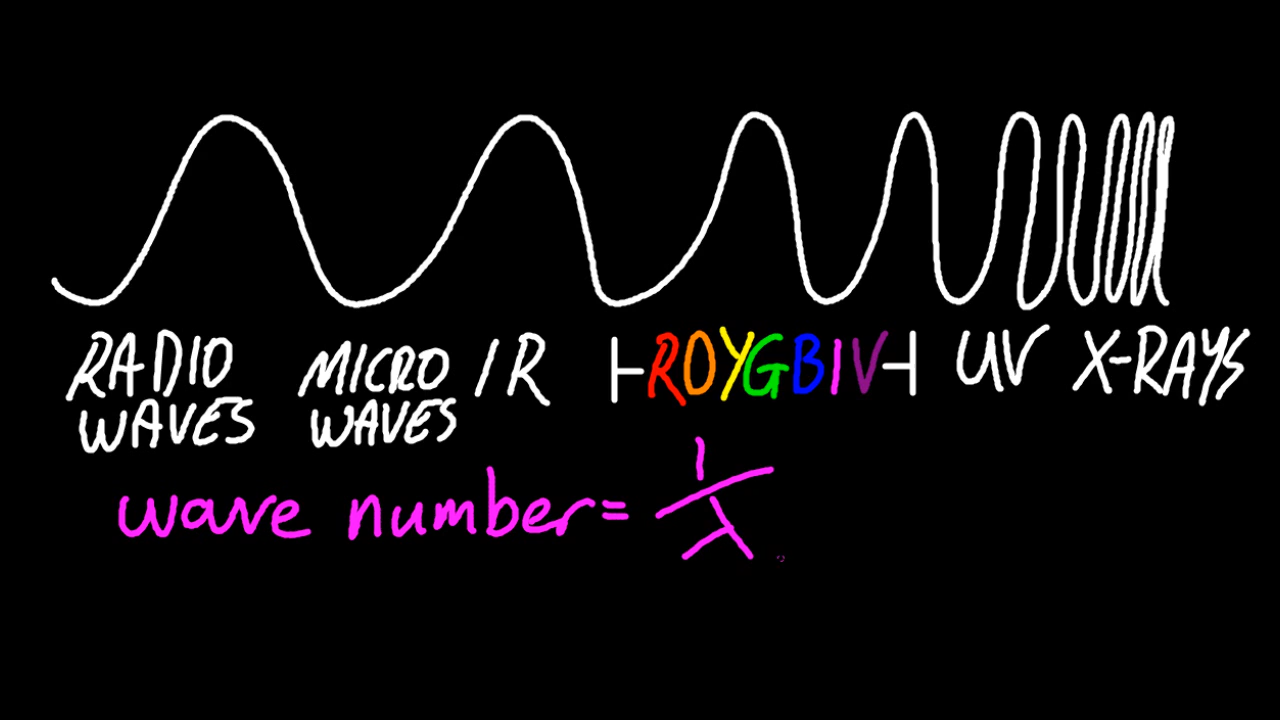 RADIO MICRO IR ROYGBIV UV X-RAYS
WAVES WAVES
wave number = 1/λ